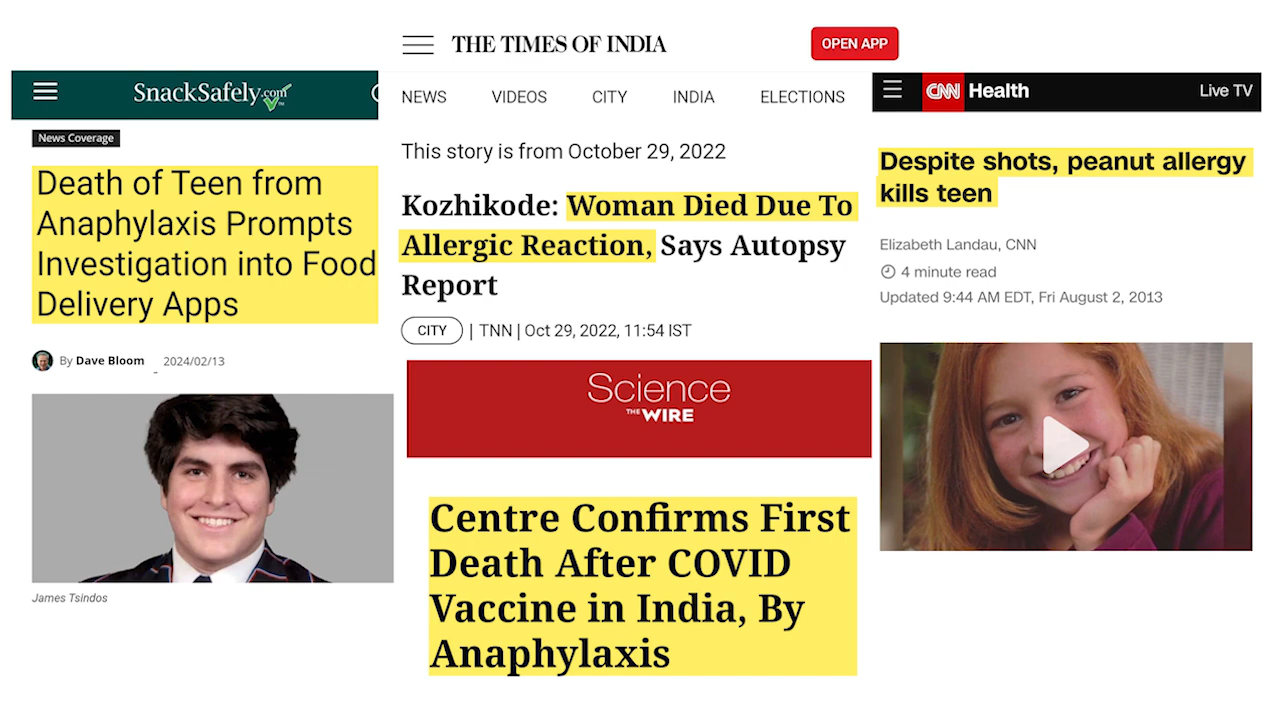 SnackSafely.com
News Coverage
Death of Teen from
Anaphylaxis Prompts
Investigation into Food
Delivery Apps
By Dave Bloom - 2024/02/13
James Tsindos
THE TIMES OF INDIA
OPEN APP
NEWS VIDEOS CITY INDIA ELECTIONS
This story is from October 29, 2022
Kozhikode: Woman Died Due To
Allergic Reaction, Says Autopsy
Report
CITY | TNN | Oct 29, 2022, 11:54 IST
Science
THE WIRE
Centre Confirms First
Death After COVID
Vaccine in India, By
Anaphylaxis
CNN Health Live TV
Despite shots, peanut allergy
kills teen
Elizabeth Landau, CNN
4 minute read
Updated 9:44 AM EDT, Fri August 2, 2013